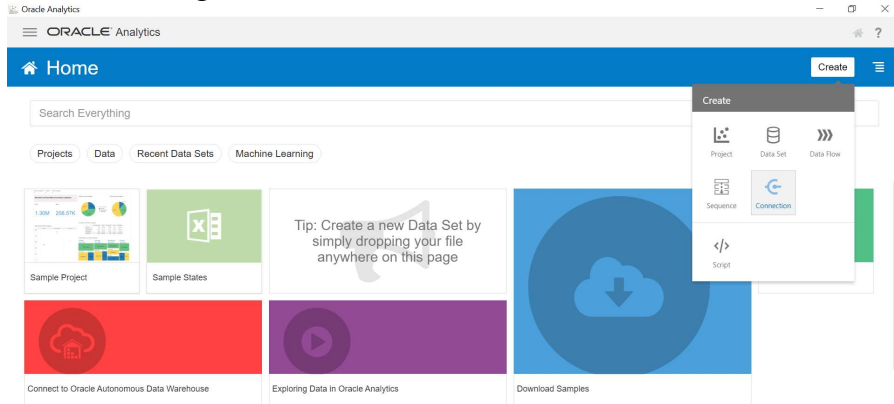 Oracle Analytics
ORACLE Analytics
?
Home
Create
Search Everything
Create
Project
Data Set
Data Flow
Sequence
Connection
</>
Script
Projects
Data
Recent Data Sets
Machine Learning
1.30M 208.57K
Tip: Create a new Data Set by
simply dropping your file
anywhere on this page
Sample Project
Sample States
Connect to Oracle Autonomous Data Warehouse
Exploring Data in Oracle Analytics
Download Samples